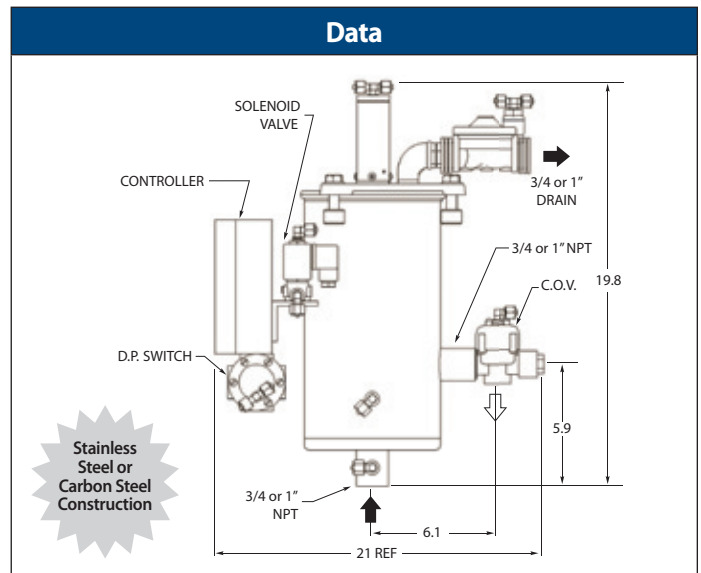 Data
SOLENOID
VALVE
CONTROLLER
3/4 or 1"
DRAIN
3/4 or 1" NPT
C.O.V.
19.8
D.P. SWITCH
5.9
Stainless
Steel or
Carbon Steel
Construction
3/4 or 1"
NPT
6.1
21 REF